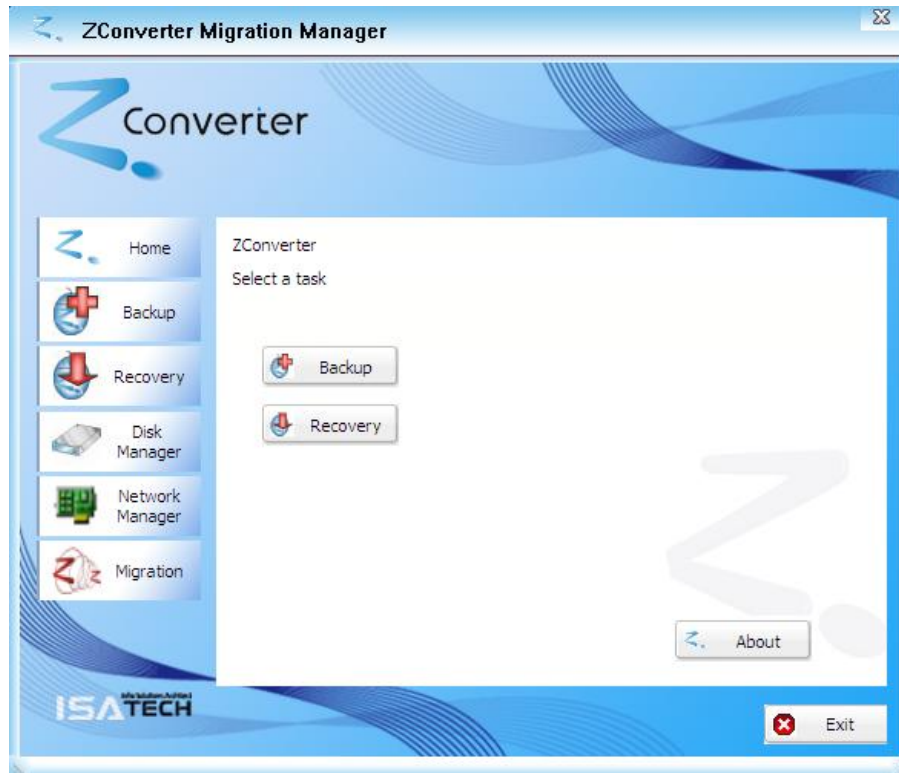 ZConverter Migration Manager
ZConverter
Home
Backup
Recovery
Disk
Manager
Network
Manager
Migration
ZConverter
Select a task
Backup
Recovery
About
ISATECH
Exit